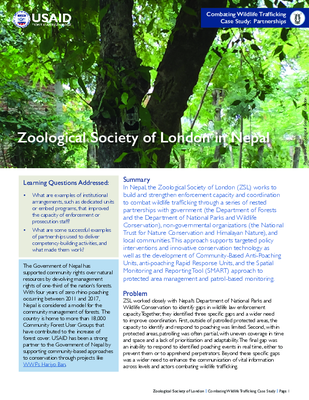 USAID
FROM THE AMERICAN PEOPLE
Combating Wildlife Trafficking
Case Study: Partnerships
Zoological Society of London in Nepal
Learning Questions Addressed:
• What are examples of institutional
arrangements, such as dedicated units
or embed programs, that improved
the capacity of enforcement or
prosecution staff?
• What are some successful examples
of partnerships used to deliver
competency-building activities, and
what made them work?
The Government of Nepal has
supported community rights over natural
resources by devolving management
rights of one-third of the nation's forests.
With four years of zero rhino poaching
occurring between 2011 and 2017,
Nepal is considered a model for the
community management of forests. The
country is home to more than 18,000
Community Forest User Groups that
have contributed to the increase of
forest cover. USAID has been a strong
partner to the Government of Nepal by
supporting community-based approaches
to conservation through projects like
WWF's Hariyo Ban.
Summary
In Nepal, the Zoological Society of London (ZSL) works to
build and strengthen enforcement capacity and coordination
to combat wildlife trafficking through a series of nested
partnerships with government (the Department of Forests
and the Department of National Parks and Wildlife
Conservation), non-governmental organizations (the National
Trust for Nature Conservation and Himalayan Nature), and
local communities. This approach supports targeted policy
interventions and innovative conservation technology as
well as the development of Community-Based Anti-Poaching
Units, anti-poaching Rapid Response Units, and the Spatial
Monitoring and Reporting Tool (SMART) approach to
protected area management and patrol-based monitoring.
Problem
ZSL worked closely with Nepal's Department of National Parks and
Wildlife Conservation to identify gaps in wildlife law enforcement
capacity. Together, they identified three specific gaps and a wider need
to improve coordination. First, outside of patrolled protected areas, the
capacity to identify and respond to poaching was limited. Second, within
protected areas, patrolling was often partial, with uneven coverage in time
and space and a lack of prioritization and adaptability. The final gap was
an inability to respond to identified poaching events in real time, either to
prevent them or to apprehend perpetrators. Beyond these specific gaps
was a wider need to enhance the communication of vital information
across levels and actors combating wildlife trafficking.
Zoological Society of London | Combating Wildlife Trafficking Case Study | Page 1